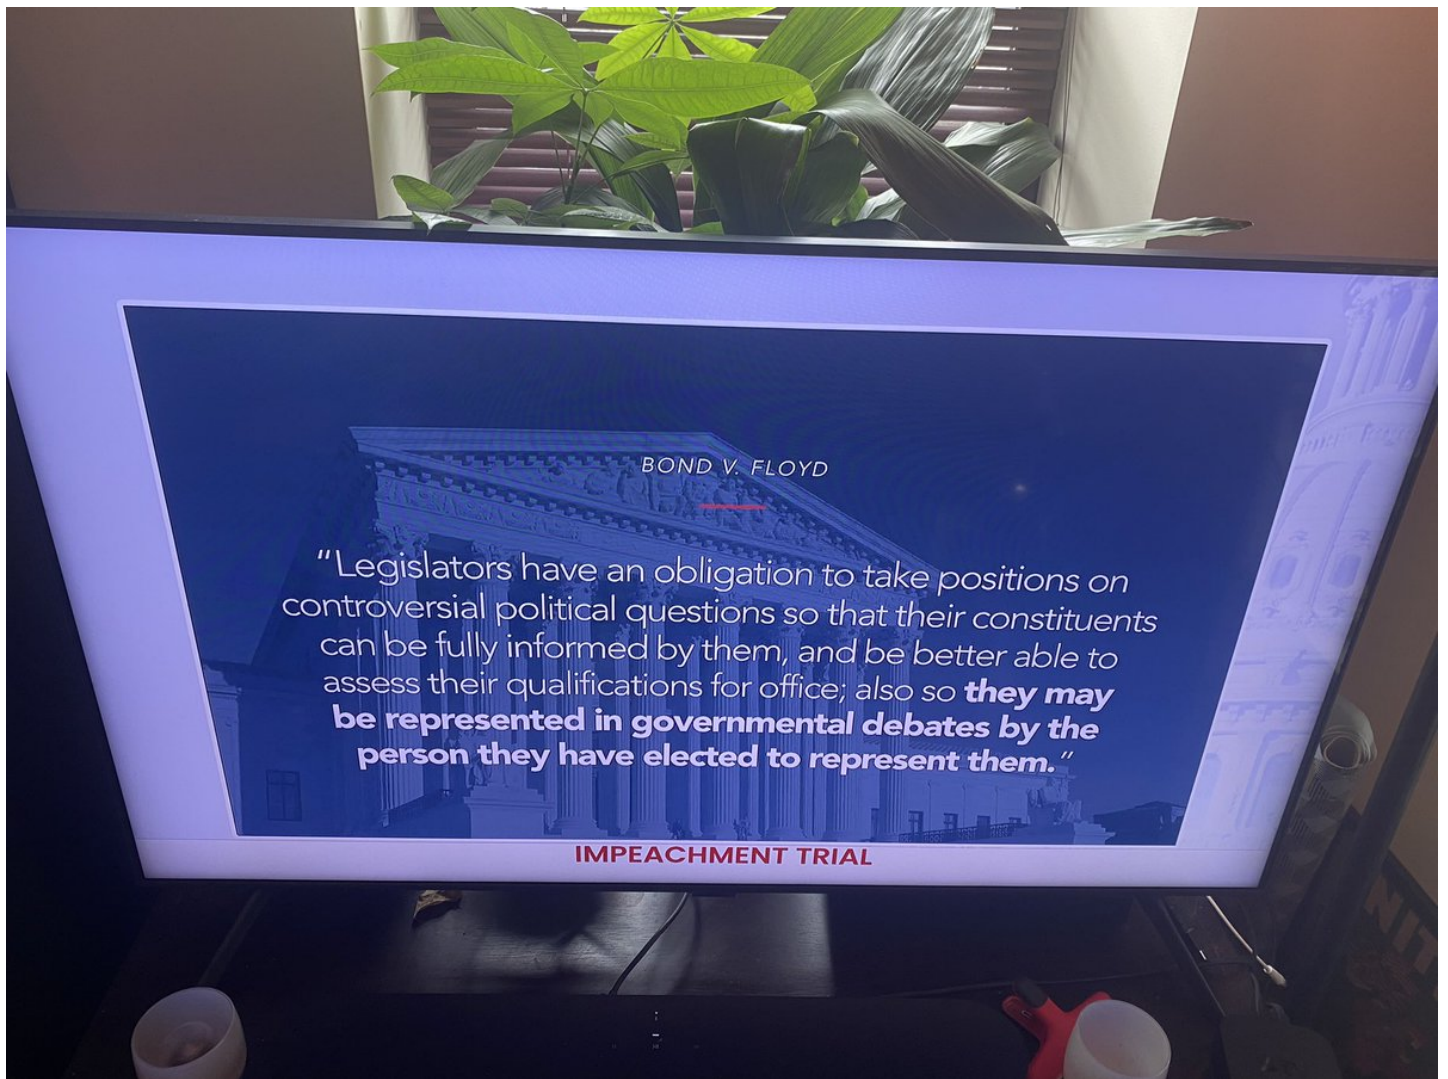 BOND V. FLOYD
“Legislators have an obligation to take positions on
controversial political questions so that their constituents
can be fully informed by them, and be better able to
assess their qualifications for office; also so they may
be represented in governmental debates by the
person they have elected to represent them.”
IMPEACHMENT TRIAL
NIT